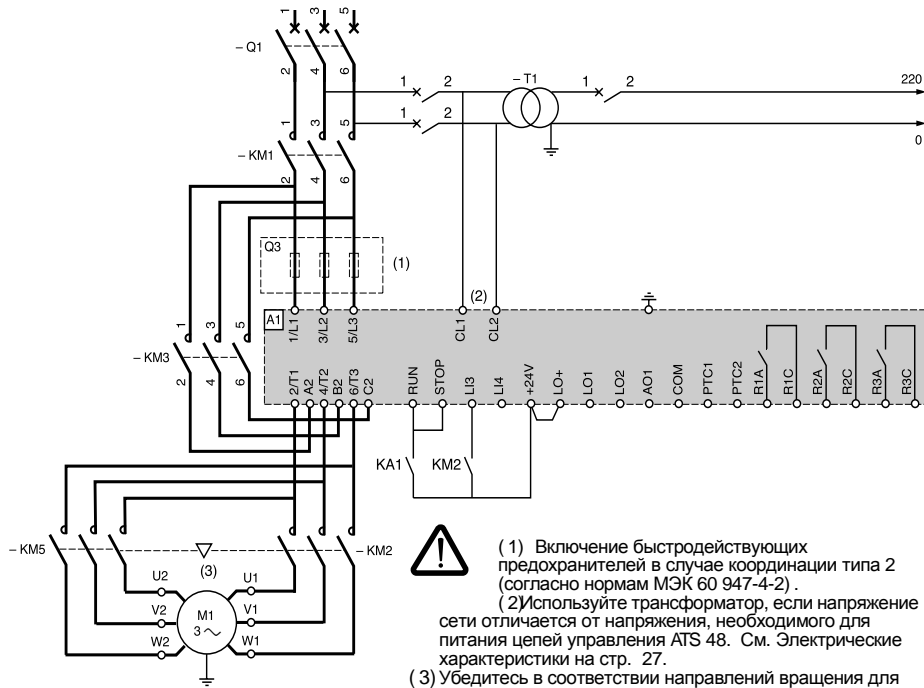 1 3 5
– Q1
2 4 6
1 2 – T1 1 2 220
1 2
0
1 3 5
– KM1
2 4 6
Q3
(1)
(2)
A1 1/L1 3/L2 5/L3 CL1 CL2
1 3 5
– KM3
2 4 6
2/T1 A2 4/T2 B2 6/T3 C2 RUN STOP LI3 LI4 +24V LO+ LO1 LO2 AO1 COM PTC1 PTC2 R1A R1C R2A R2C R3A R3C
KA1 KM2
– KM5 – KM2
(3)
U2 U1
V2 V1
W2 W1
M1
3 ~
( 1) Включение быстродействующих
предохранителей в случае координации типа 2
(согласно нормам МЭК 60 947-4-2) .
( 2)Используйте трансформатор, если напряжение
сети отличается от напряжения, необходимого для
питания цепей управления ATS 48. См. Электрические
характеристики на стр. 27.
( 3) Убедитесь в соответствии направлений вращения для